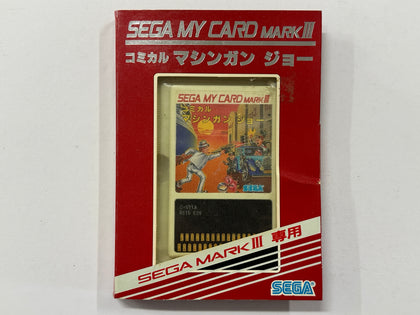 SEGA MY CARD MARK III
コミカル マシンガン ジョー
SEGA MY CARD MARK III
コミカル
マシンガン ジョー
SEGA
SEGA MARK III 専用
SEGA®